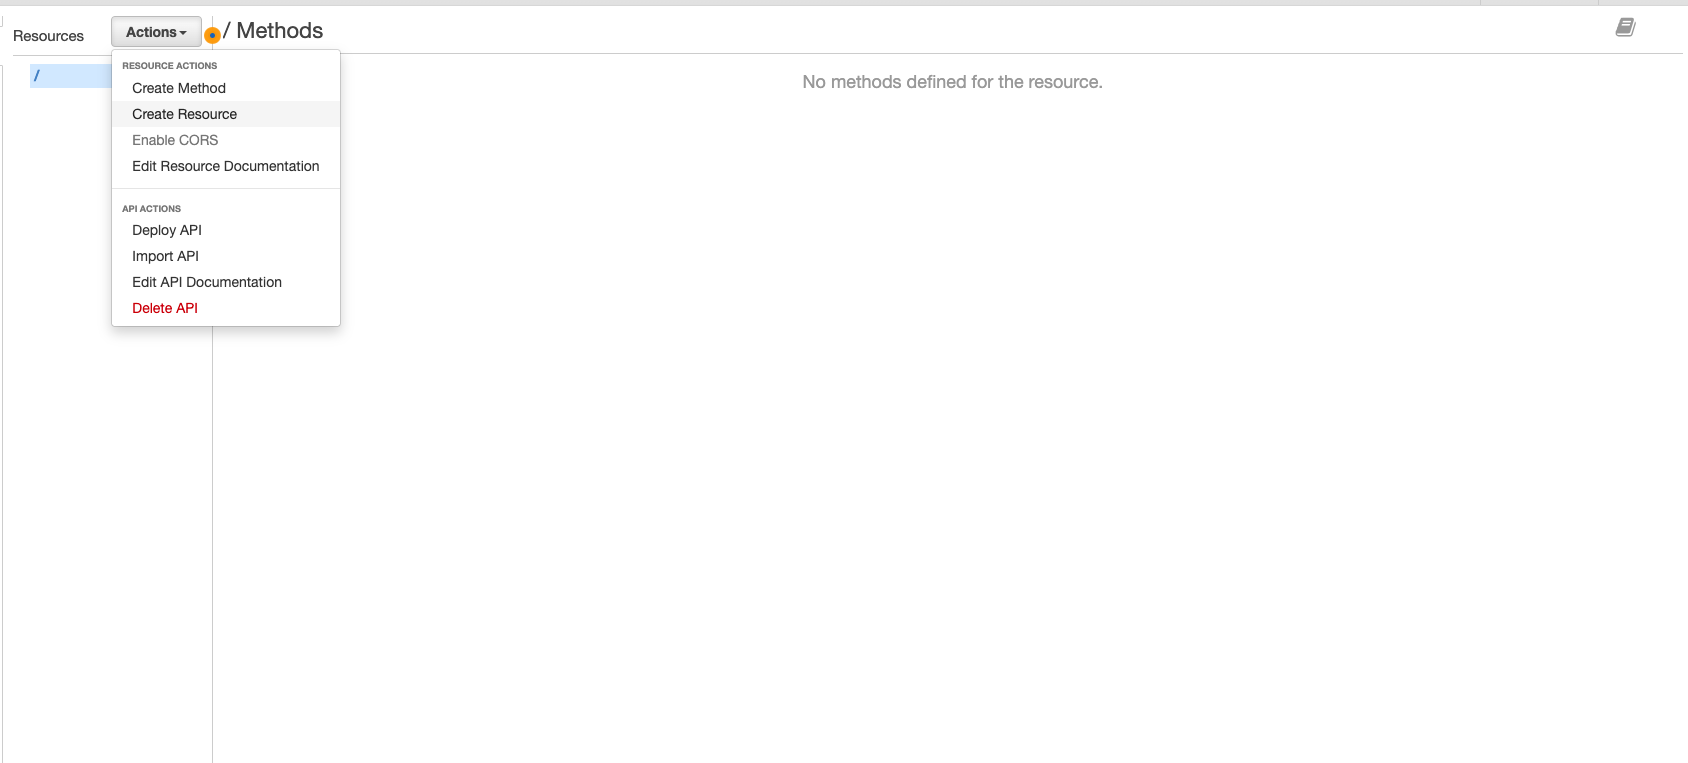 Resources
Actions
/ Methods
/
No methods defined for the resource.
RESOURCE ACTIONS
Create Method
Create Resource
Enable CORS
Edit Resource Documentation
API ACTIONS
Deploy API
Import API
Edit API Documentation
Delete API